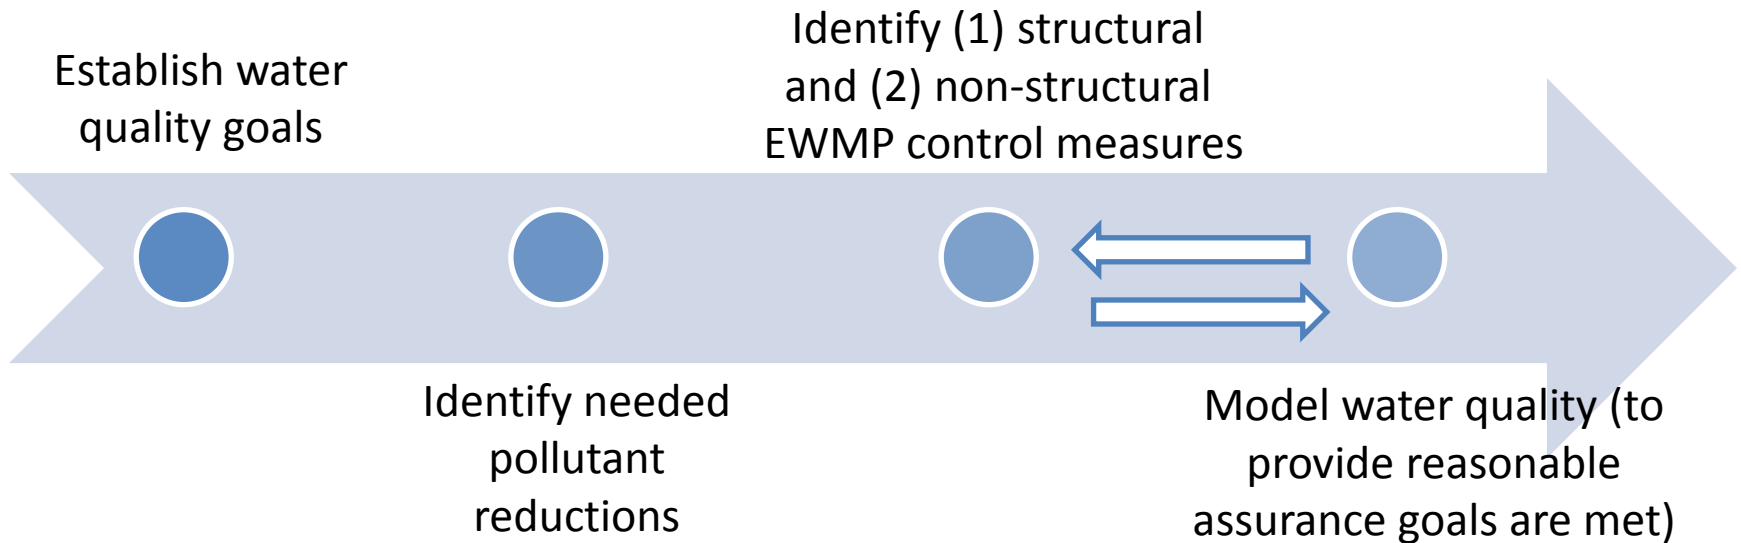 Establish water
quality goals
Identify needed
pollutant
reductions
Identify (1) structural
and (2) non-structural
EWMP control measures
Model water quality (to
provide reasonable
assurance goals are met)